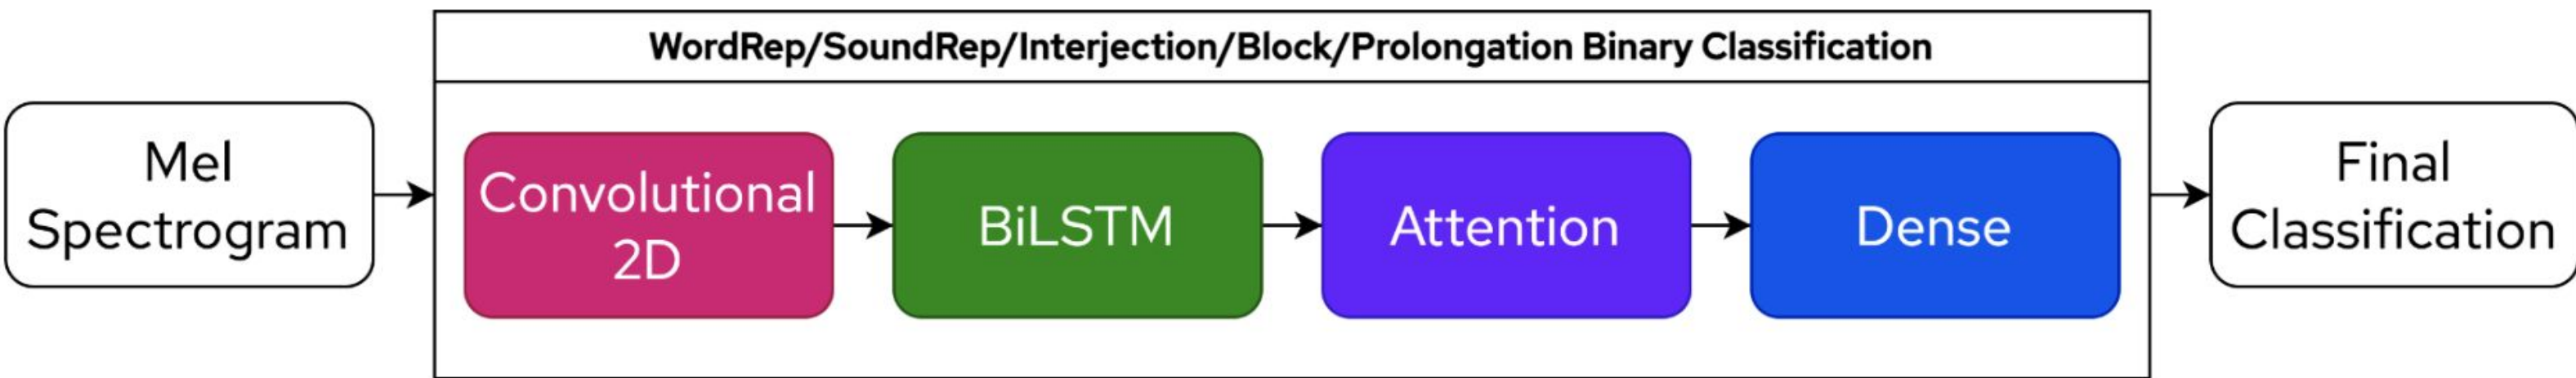 WordRep/SoundRep/Interjection/Block/Prolongation Binary Classification
Mel
Spectrogram
Convolutional
2D
BiLSTM
Attention
Dense
Final
Classification